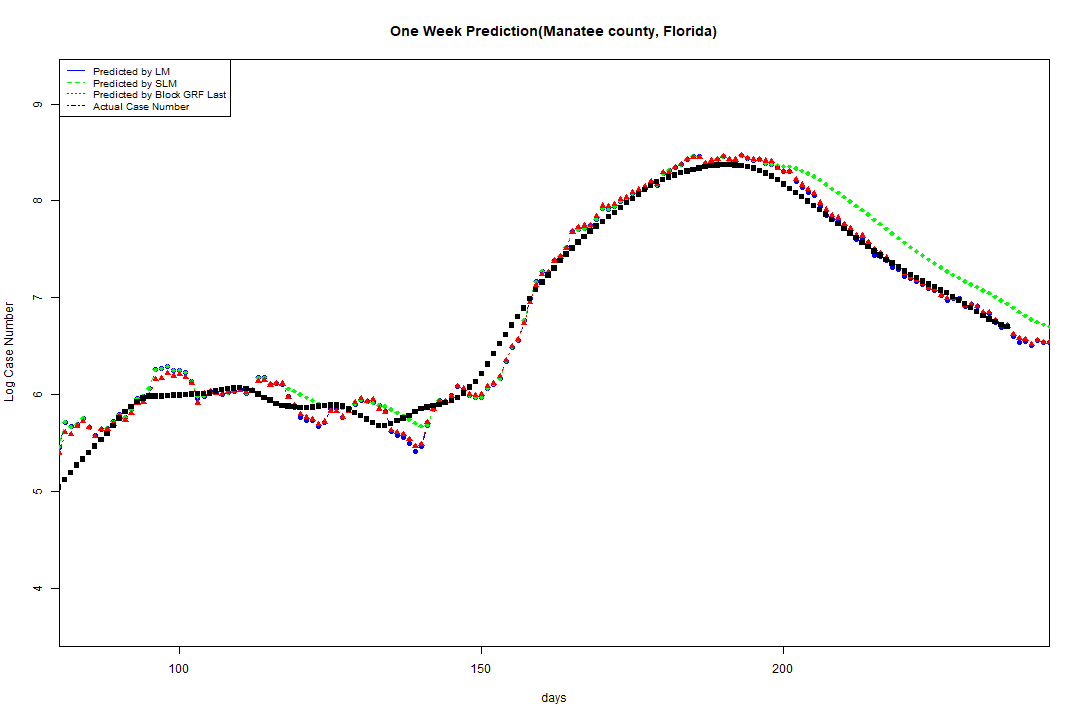 One Week Prediction(Manatee county, Florida)
Predicted by LM
Predicted by SLM
Predicted by Block GRF Last
Actual Case Number
9
8
7
6
5
4
Log Case Number
100 150 200
days